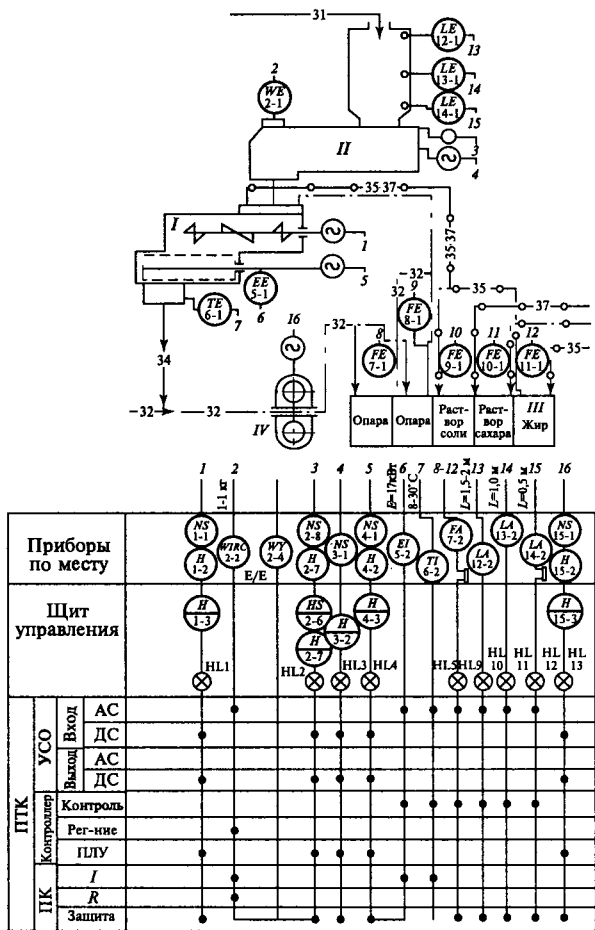 31
LE 12-1
13
LE 13-1
14
LE 14-1
15
2
WE 2-1
II
3
4
35 37
I
1
5
EE 5-1
6
TE 6-1
7
34
16
32
32
32
IV
35·37
32
32
9
FE 8-1
35
37
35
8
FE 7-1
10
FE 9-1
11
FE 10-1
12
FE 11-1
Опара
Опара
Раст-
вор
соли
Раст-
вор
сахара
III
Жир
1
2
3
4
5
6
7
8-12
13
14
15
16
1-1 кг
E=17кВт
8-30°C
L=1,5-2 м
L=1,0 м
L=0,5 м
Приборы
по месту
NS 1-1
H 1-2
WIRC 2-2
E/E
WY 2-4
NS 2-8
H 2-7
NS 3-1
NS 4-1
H 4-2
EI 5-2
TI 6-2
FA 7-2
LA 12-2
LA 13-2
LA 14-2
NS 15-1
H 15-2
Щит
управления
H 1-3
HS 2-6
H 2-7
H 3-2
H 4-3
H 15-3
HL1
HL2
HL3
HL4
HL5
HL9
HL 10
HL 11
HL 12
HL 13
ПТК
УСО
Вход
АС
ДС
Выход
АС
ДС
Контроллер
Контроль
Рег-ние
ПЛУ
ПК
I
R
Защита